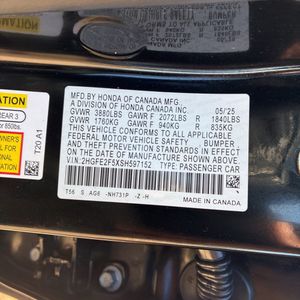 MFD.BY HONDA OF CANADA MFG.
A DIVISION OF HONDA CANADA INC. 05/'25
GVWR 3880LBS GAWR F 2072LBS R 1840LBS
GVWR 1760KG GAWR F 940KG R 835KG
THIS VEHICLE CONFORMS TO ALL APPLICABLE
FEDERAL MOTOR VEHICLE SAFETY, BUMPER,
AND THEFT PREVENTION STANDARDS IN EFFECT
ON THE DATE OF MANUFACTURE SHOWN ABOVE.
V.I.N: 2HGFE2F5XSH597152 TYPE: PASSENGER CAR
T56 S AGE -NH731P -Z -H
MADE IN CANADA
REAR 3
T20 A1